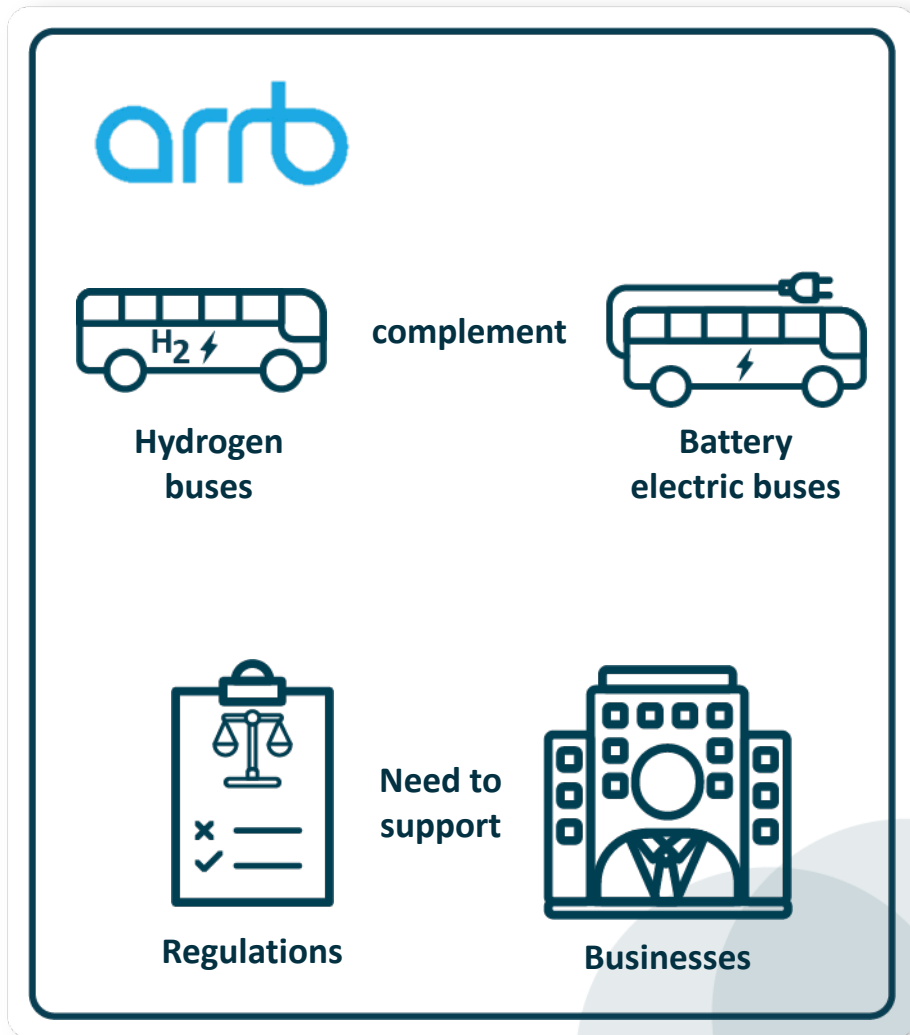 arrb
H2
complement
Hydrogen
buses
Battery
electric buses
Need to
support
Regulations
Businesses